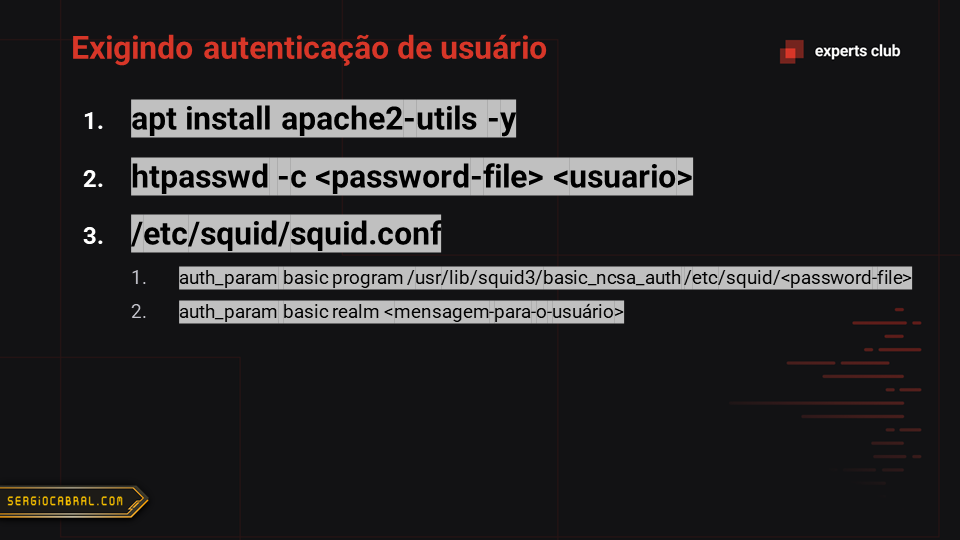 Exigindo autenticação de usuário
experts club
1. apt install apache2-utils -y
2. htpasswd -c <password-file> <usuario>
3. /etc/squid/squid.conf
1. auth_param basic program /usr/lib/squid3/basic_ncsa_auth /etc/squid/<password-file>
2. auth_param basic realm <mensagem-para-o-usuário>
SERGIOCABRAL.COM